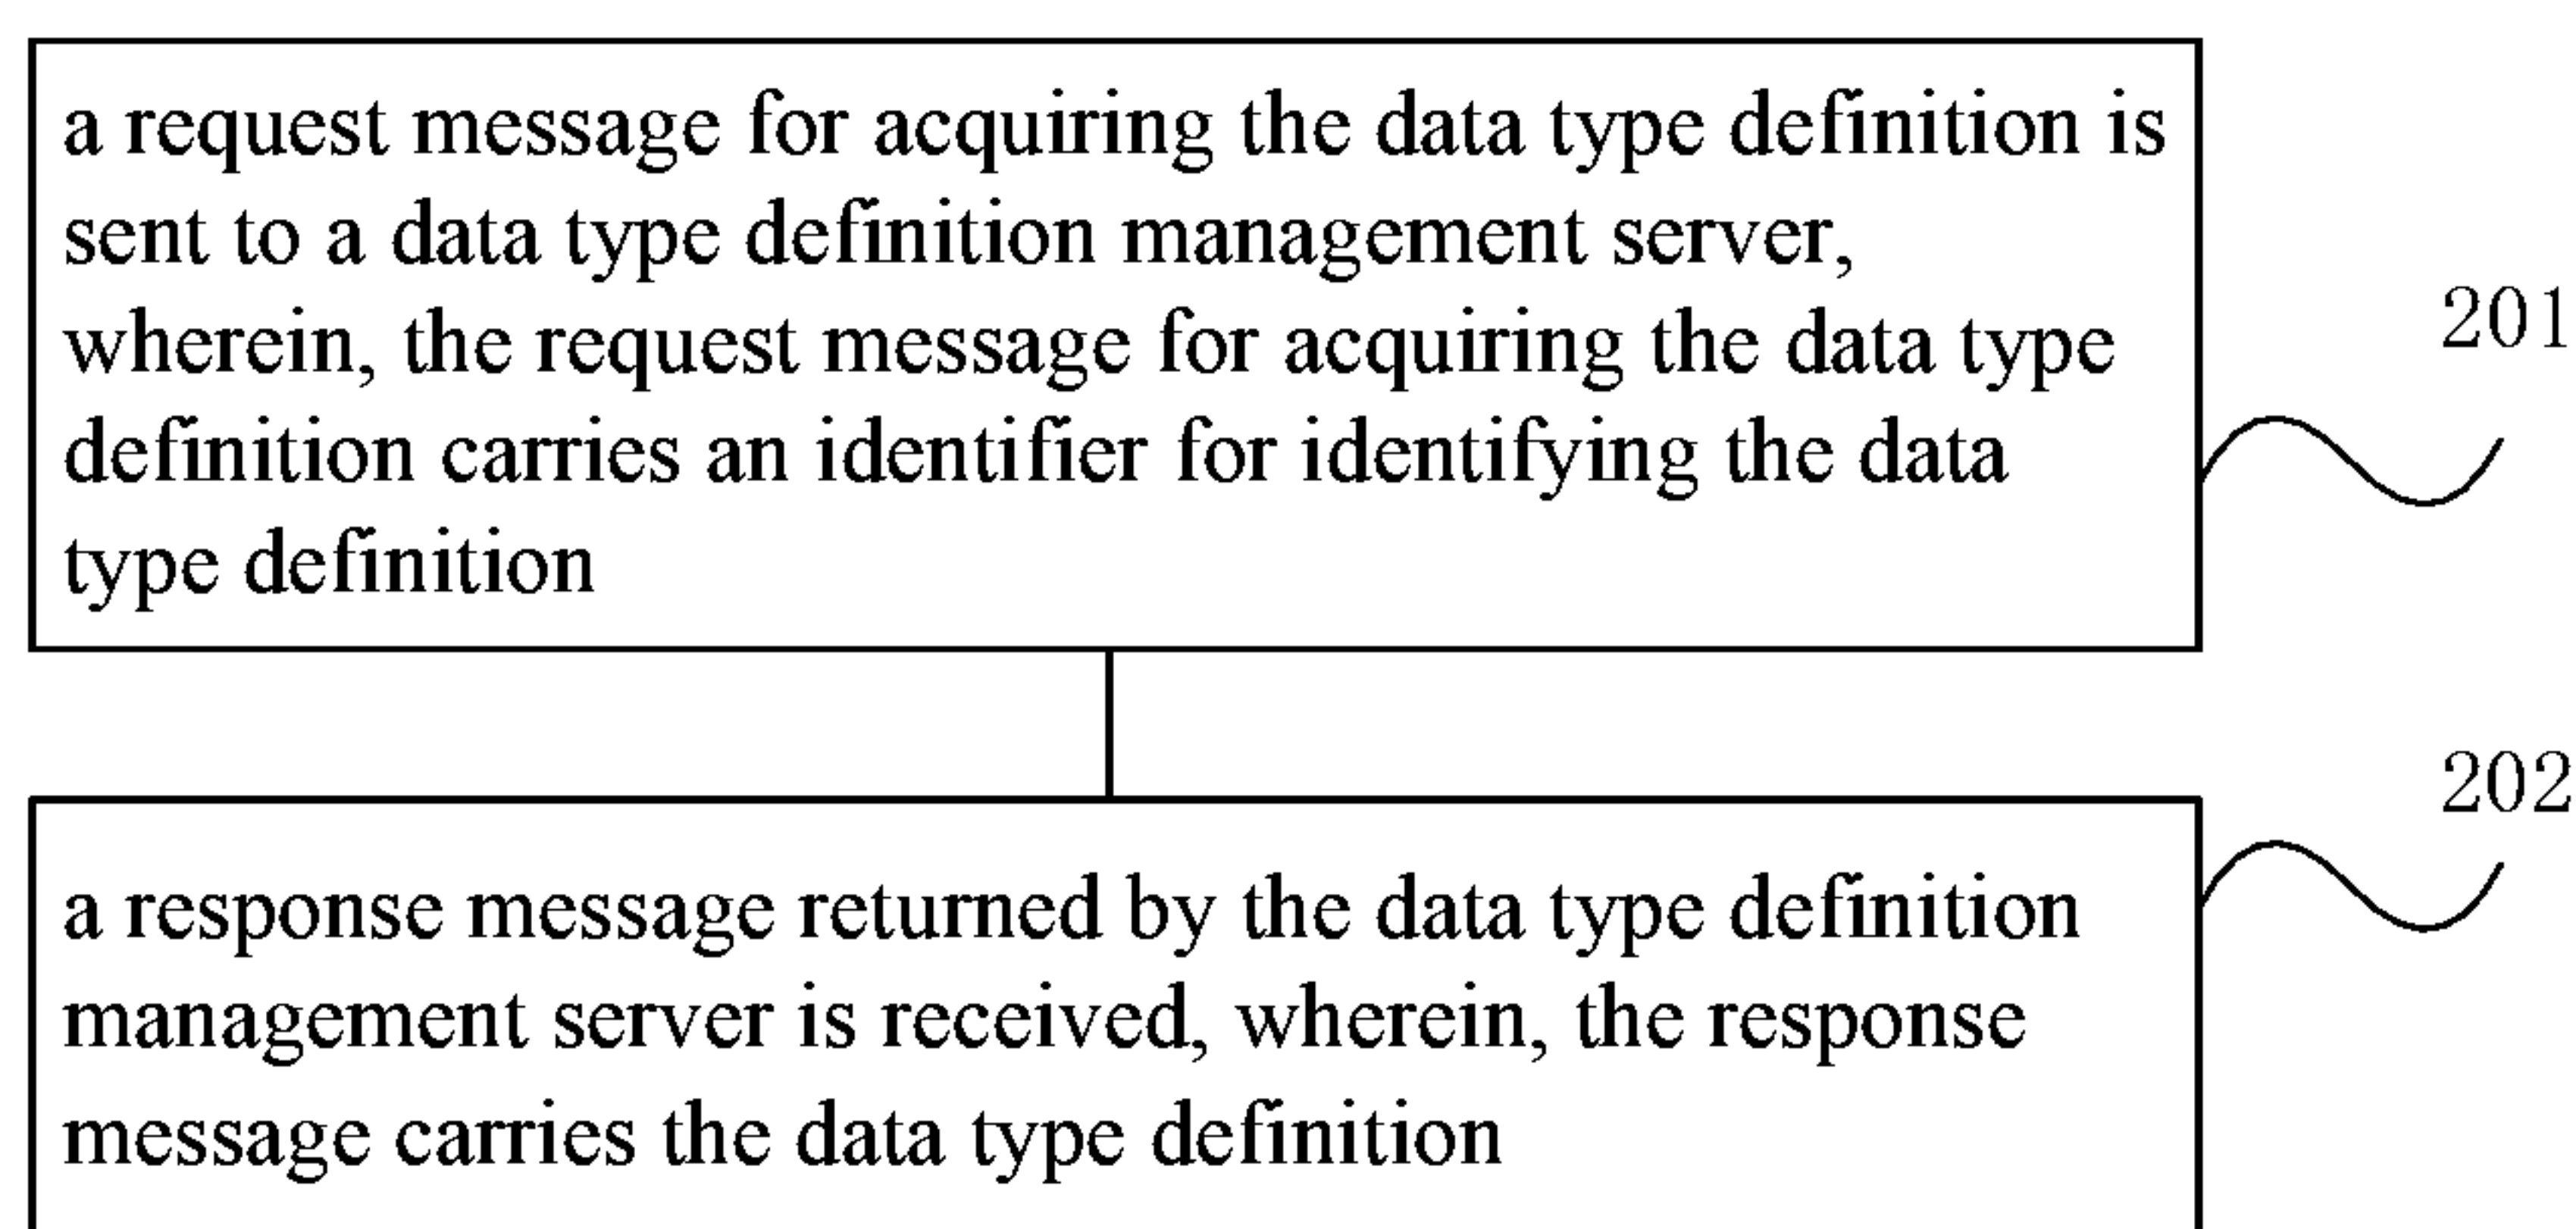 a request message for acquiring the data type definition is
sent to a data type definition management server,
wherein, the request message for acquiring the data type
definition carries an identifier for identifying the data
type definition
201
202
a response message returned by the data type definition
management server is received, wherein, the response
message carries the data type definition